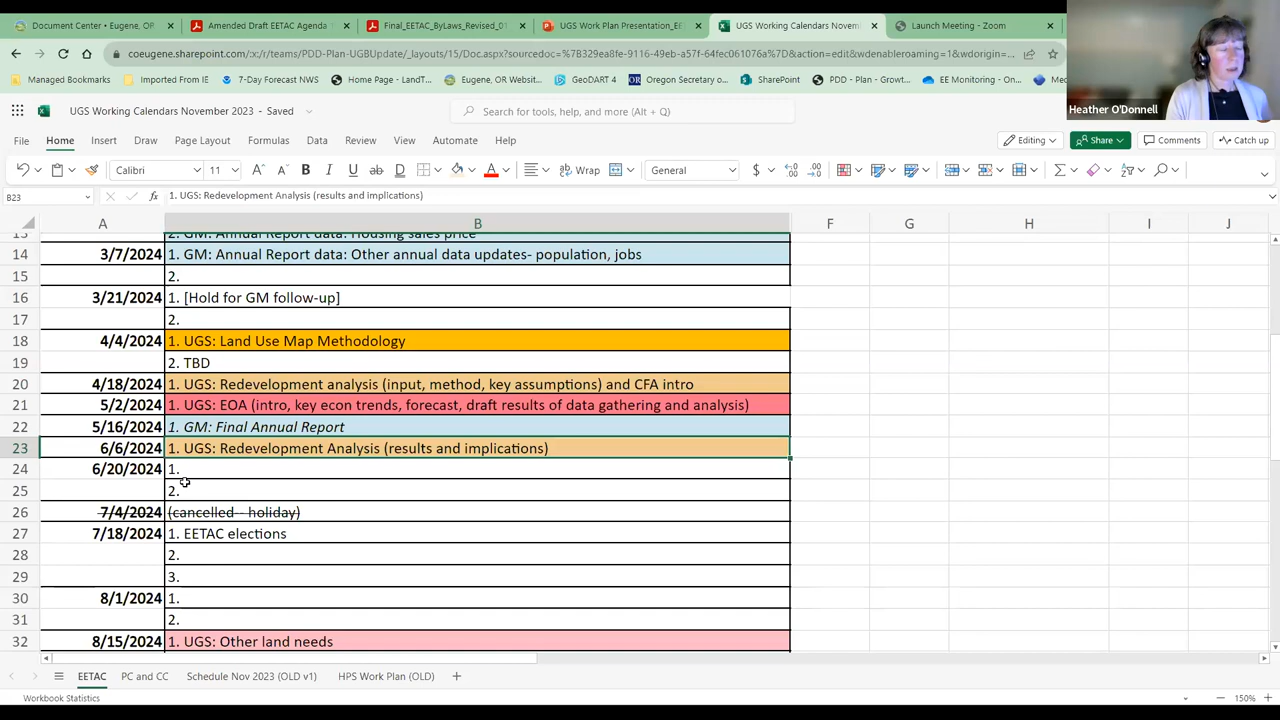 Document Center • Eugene, OR
Amended Draft EETAC Agenda
Final_EETAC_ByLaws_Revised_01
UGS Work Plan Presentation_EE
UGS Working Calendars Novem
Launch Meeting - Zoom
coeugene.sharepoint.com/:x:/r/teams/PDD-Plan-UGBUpdate/_layouts/15/Doc.aspx?sourcedoc=%7B329ea8fe-9116-49eb-a57f-64fec061076a%7D&action=edit&wdenableroaming=1&wdorigin=...
Managed Bookmarks
Imported From IE
7-Day Forecast NWS
Home Page - LandT...
Eugene, OR Websit...
GeoDART 4
Oregon Secretary o...
SharePoint
PDD - Plan - Growt...
EE Monitoring - On...
UGS Working Calendars November 2023 - Saved
Search for tools, help, and more (Alt + Q)
Heather O'Donnell
File Home Insert Draw Page Layout Formulas Data Review View Automate Help
Editing Share Comments Catch up
Calibri 11 Wrap General
B23 fx 1. UGS: Redevelopment Analysis (results and implications)
A B F G H I J
2. GM: Annual Report data: Housing sales price
14 3/7/2024 1. GM: Annual Report data: Other annual data updates- population, jobs
15 2.
16 3/21/2024 1. [Hold for GM follow-up]
17 2.
18 4/4/2024 1. UGS: Land Use Map Methodology
19 2. TBD
20 4/18/2024 1. UGS: Redevelopment analysis (input, method, key assumptions) and CFA intro
21 5/2/2024 1. UGS: EOA (intro, key econ trends, forecast, draft results of data gathering and analysis)
22 5/16/2024 1. GM: Final Annual Report
23 6/6/2024 1. UGS: Redevelopment Analysis (results and implications)
24 6/20/2024 1.
25 2.
26 7/4/2024 (cancelled-- holiday)
27 7/18/2024 1. EETAC elections
28 2.
29 3.
30 8/1/2024 1.
31 2.
32 8/15/2024 1. UGS: Other land needs
EETAC PC and CC Schedule Nov 2023 (OLD v1) HPS Work Plan (OLD)
Workbook Statistics 150%